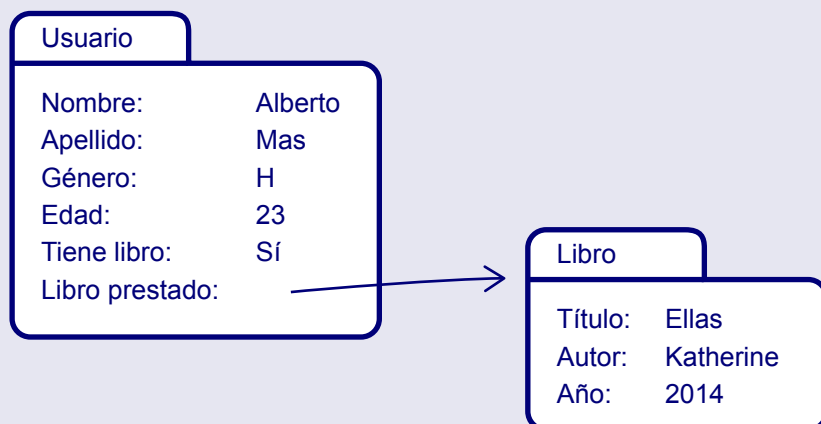 Usuario
Nombre: Alberto
Apellido: Mas
Género: H
Edad: 23
Tiene libro: Sí
Libro prestado:
Libro
Título: Ellas
Autor: Katherine
Año: 2014